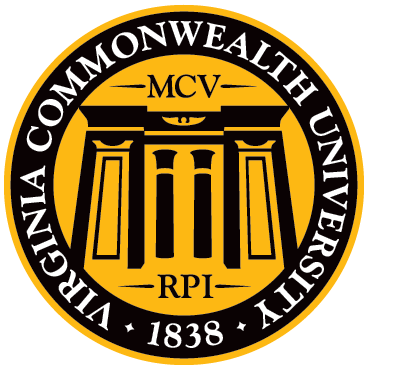 VIRGINIA COMMONWEALTH UNIVERSITY
MCV
RPI
· 1838 ·